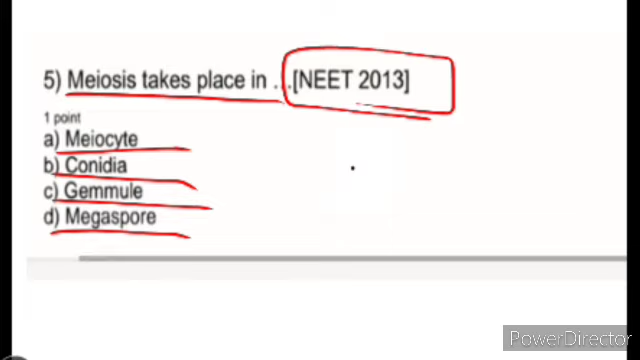 5) Meiosis takes place in ...[NEET 2013]
1 point
a) Meiocyte
b) Conidia
c) Gemmule
d) Megaspore
PowerDirector